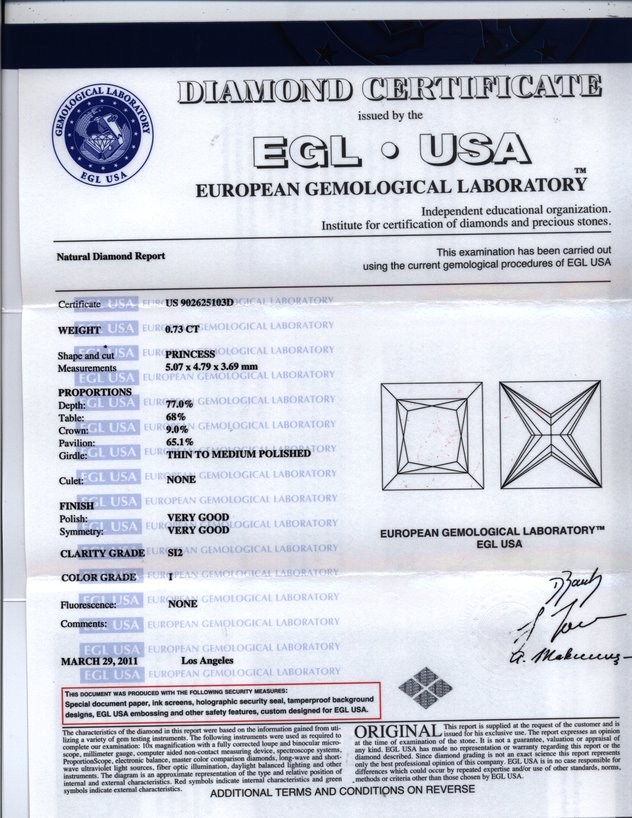 GEMOLOGICAL LABORATORY
EGL USA
DIAMOND CERTIFICATE
issued by the
EGL • USA
EUROPEAN GEMOLOGICAL LABORATORY™
Independent educational organization.
Institute for certification of diamonds and precious stones.
Natural Diamond Report
This examination has been carried out
using the current gemological procedures of EGL USA
Certificate US 902625103D
WEIGHT 0.73 CT
Shape and cut PRINCESS
Measurements 5.07 x 4.79 x 3.69 mm
PROPORTIONS
Depth: 77.0%
Table: 68%
Crown: 9.0%
Pavilion: 65.1%
Girdle: THIN TO MEDIUM POLISHED
Culet: NONE
FINISH
Polish: VERY GOOD
Symmetry: VERY GOOD
CLARITY GRADE SI2
COLOR GRADE I
Fluorescence: NONE
Comments:
EUROPEAN GEMOLOGICAL LABORATORY™
EGL USA
MARCH 29, 2011 Los Angeles
EGL USA EUROPEAN GEMOLOGICAL LABORATORY
THIS DOCUMENT WAS PRODUCED WITH THE FOLLOWING SECURITY MEASURES:
Special document paper, ink screens, holographic security seal, tamperproof background
designs, EGL USA embossing and other safety features, custom designed for EGL USA.
The characteristics of the diamond in this report were based on the information gained from uti-
lizing a variety of gem testing instruments. The following instruments were used as required to
complete our examination: 10x magnification with a fully corrected loupe and binocular micro-
scope, millimeter gauge, computer aided non-contact measuring device, spectroscope systems,
ProportionScope, electronic balance, master color comparison diamonds, long-wave and short-
wave ultraviolet light sources, fiber optic illumination, daylight balanced lighting and other
instruments. The diagram is an approximate representation of the type and relative position of
internal and external characteristics. Red symbols indicate internal characteristics and green
symbols indicate external characteristics.
ORIGINAL This report is supplied at the request of the customer and is
issued for his exclusive use. The report expresses an opinion
at the time of examination of the stone. It is not a guarantee, valuation or appraisal of
any kind. EGL USA has made no representation or warranty regarding this report or the
diamond described. Since diamond grading is not an exact science this report represents
only the best professional opinion of this company. EGL USA is in no case responsible for
differences which could occur by repeated expertise and/or use of other standards, norms,
methods or criteria other than those chosen by EGL USA.
ADDITIONAL TERMS AND CONDITIONS ON REVERSE